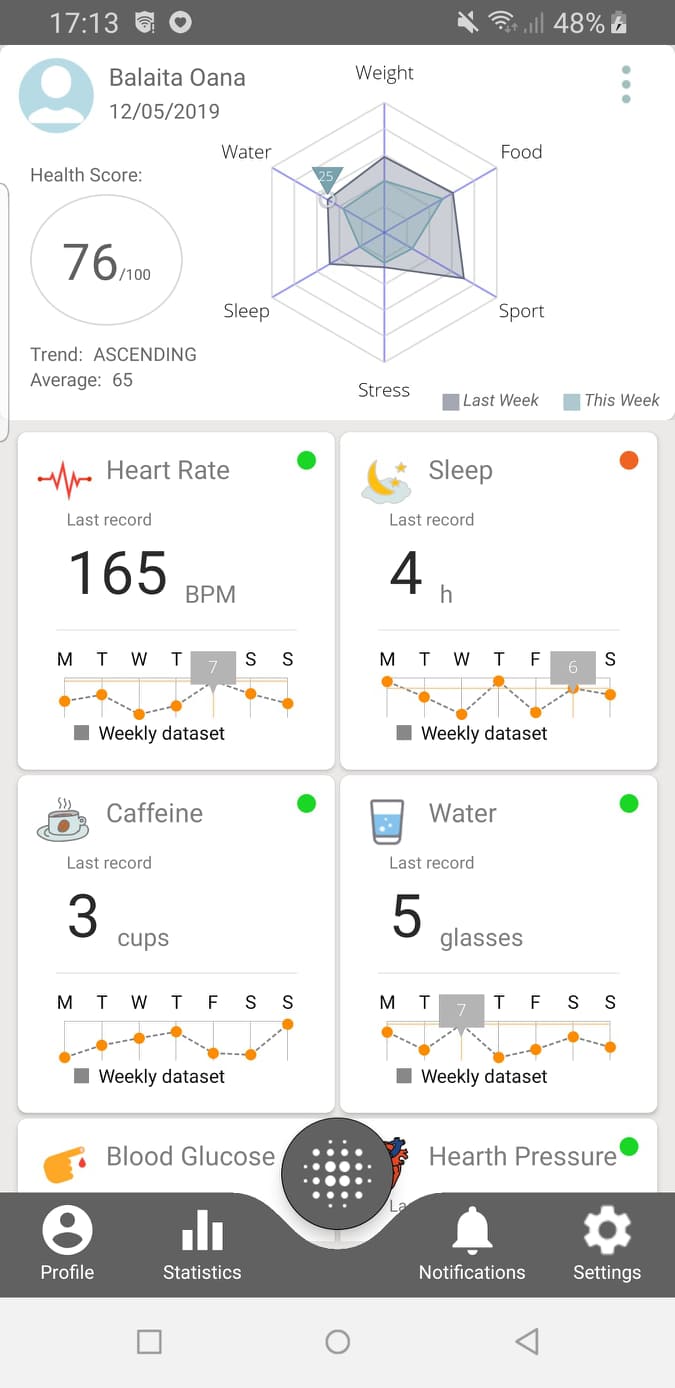 17:13 48%
Balaita Oana
12/05/2019
Weight
Water
Food
25
Health Score:
76/100
Sleep
Sport
Trend: ASCENDING
Average: 65
Stress
Last Week This Week
Heart Rate
Last record
165 BPM
M T W T 7 S S
Weekly dataset
Sleep
Last record
4 h
M T W T F 6 S
Weekly dataset
Caffeine
Last record
3 cups
M T W T F S S
Weekly dataset
Water
Last record
5 glasses
M T 7 T F S S
Weekly dataset
Blood Glucose
Hearth Pressure
La
Profile
Statistics
Notifications
Settings